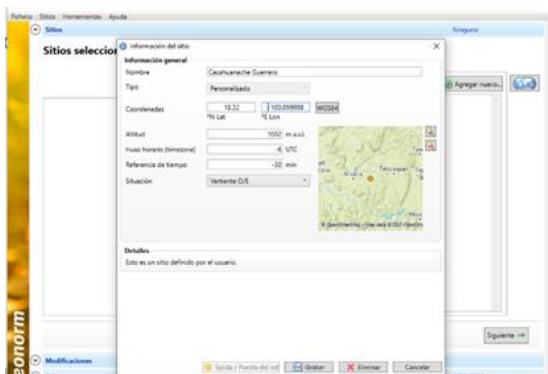 Fichero Sitios Herramientas Ayuda
Sitios Ninguno
Sitios seleccio
Información del sitio
Información general
Nombre Casahuanache Guerrero
Tipo Personalizado
Coordenadas 18.32 100.099998 WGS84
°N Lat °E Lon
Altitud 1002 m a.s.l.
Huso horario (timezone) -6 UTC
Referencia de tiempo -30 min
Situación Vertiente O/E
Agregar nuevo...
Detalles
Esto es un sitio definido por el usuario.
Siguiente
eonorm
Modificaciones
Salida / Puesta del sol Grabar Eliminar Cancelar